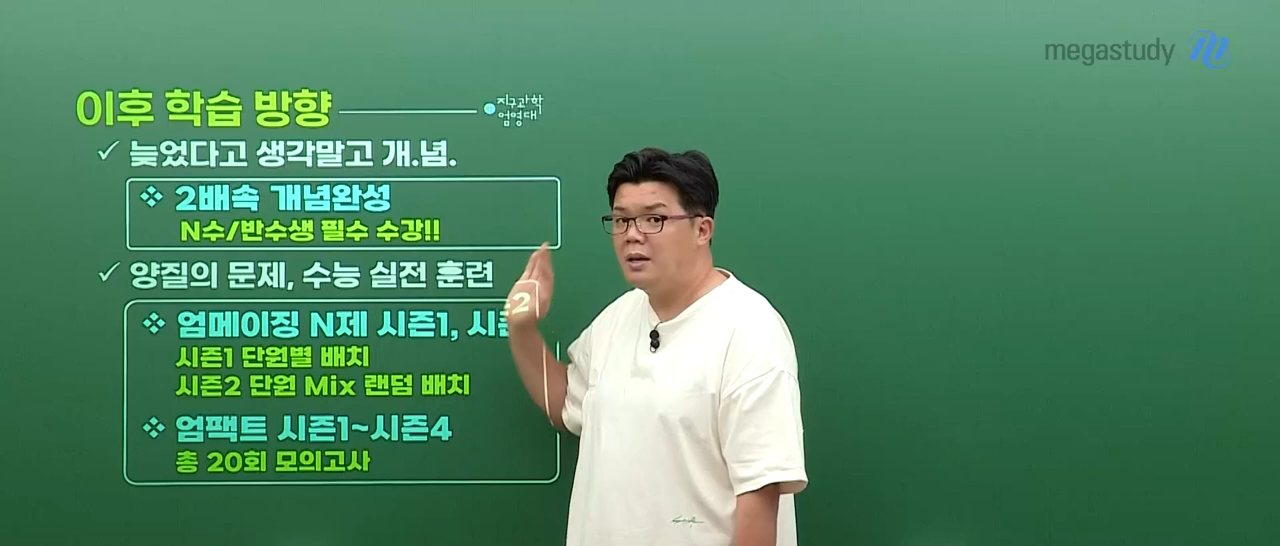 megastudy
이후 학습 방향
지구과학
엄영대
늦었다고 생각말고 개.념.
2배속 개념완성
N수/반수생 필수 수강!!
양질의 문제, 수능 실전 훈련
엄메이징 N제 시즌1, 시즌2
시즌1 단원별 배치
시즌2 단원 Mix 랜덤 배치
엄팩트 시즌1~시즌4
총 20회 모의고사